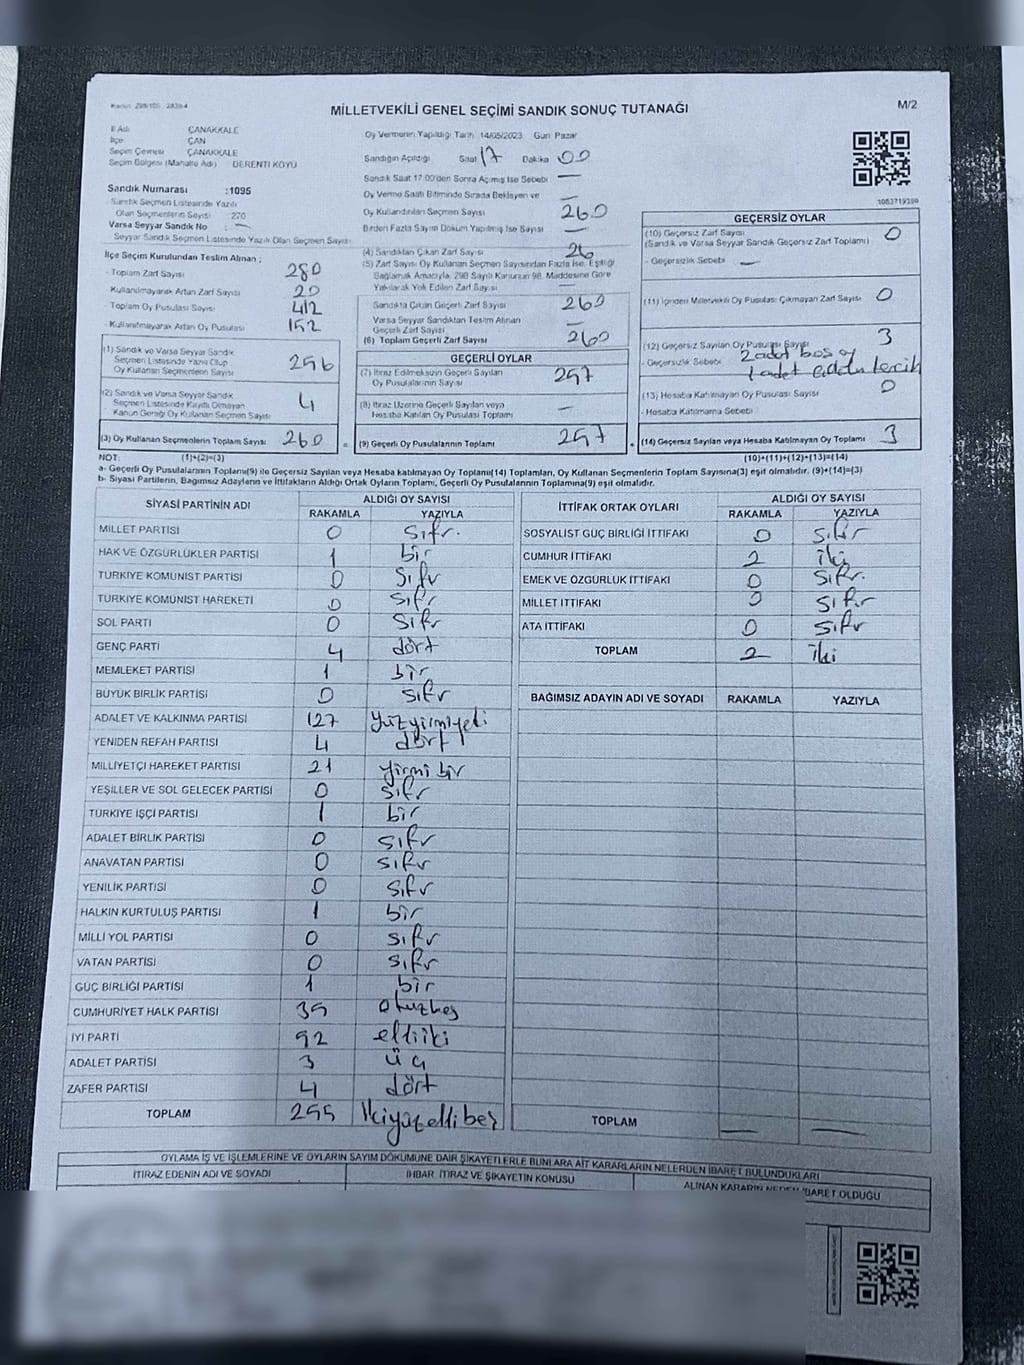 MİLLETVEKİLİ GENEL SEÇİMİ SANDIK SONUÇ TUTANAĞI
M/2
İl Adı ÇANAKKALE
İlçe ÇAN
Seçim Çevresi ÇANAKKALE
Seçim Bölgesi (Mahalle Adı) DERENTİ KÖYÜ
Sandık Numarası :1095
Sandık Seçmen Listesinde Yazılı
Olan Seçmenlerin Sayısı : 270
Varsa Seyyar Sandık No : —
Seyyar Sandık Seçmen Listesinde Yazılı Olan Seçmen Sayısı
İlçe Seçim Kurulundan Teslim Alınan ;
- Toplam Zarf Sayısı 280
Kullanılmayarak Artan Zarf Sayısı 20
Toplam Oy Pusulası Sayısı 412
- Kullanılmayarak Artan Oy Pusulası 152
(1) Sandık ve Varsa Seyyar Sandık
Seçmen Listesinde Yazılı Olup
Oy Kullanan Seçmenlerin Sayısı 256
(2) Sandık ve Varsa Seyyar Sandık
Seçmen Listesinde Kayıtlı Olmayan
Kanun Gereği Oy Kullanan Seçmen Sayısı 4
(3) Oy Kullanan Seçmenlerin Toplam Sayısı 260
Oy Vermenin Yapıldığı Tarih 14/05/2023 Gün Pazar
Sandığın Açıldığı Saat 17 Dakika 00
Sandık Saat 17:00'den Sonra Açılmış İse Sebebi —
Oy Verme Saati Bitiminde Sırada Bekleyen ve —
Oy Kullandırılan Seçmen Sayısı 260
Birden Fazla Sayım Döküm Yapılmış İse Sayısı —
(4) Sandıktan Çıkan Zarf Sayısı 26
(5) Zarf Sayısı Oy Kullanan Seçmen Sayısından Fazla İse, Eşitliği
Sağlamak Amacıyla, 298 Sayılı Kanunun 98. Maddesine Göre
Yakılarak Yok Edilen Zarf Sayısı —
Sandıkta Çıkan Geçerli Zarf Sayısı 260
Varsa Seyyar Sandıktan Teslim Alınan
Geçerli Zarf Sayısı —
(6) Toplam Geçerli Zarf Sayısı 260
GEÇERLİ OYLAR
(7) İtiraz Edilmeksizin Geçerli Sayılan
Oy Pusulalarının Sayısı 257
(8) İtiraz Üzerine Geçerli Sayılan veya
Hesaba Katılan Oy Pusulası Toplamı —
= (9) Geçerli Oy Pusulalarının Toplamı 257
1083719399
GEÇERSİZ OYLAR
(10) Geçersiz Zarf Sayısı 0
(Sandık ve Varsa Seyyar Sandık Geçersiz Zarf Toplamı)
- Geçersizlik Sebebi —
(11) İçinden Milletvekili Oy Pusulası Çıkmayan Zarf Sayısı 0
(12) Geçersiz Sayılan Oy Pusulası Sayısı 3
- Geçersizlik Sebebi 2 adet boş oy
1 adet tercih
(13) Hesaba Katılmayan Oy Pusulası Sayısı 0
Hesaba Katılmama Sebebi
+ (14) Geçersiz Sayılan veya Hesaba Katılmayan Oy Toplamı 3
NOT: (1)+(2)=(3) (10)+(11)+(12)+(13)=(14)
a- Geçerli Oy Pusulalarının Toplamı(9) ile Geçersiz Sayılan veya Hesaba katılmayan Oy Toplamı(14) Toplamları, Oy Kullanan Seçmenlerin Toplam Sayısına(3) eşit olmalıdır. (9)+(14)=(3)
b- Siyasi Partilerin, Bağımsız Adayların ve İttifakların Aldığı Ortak Oyların Toplamı, Geçerli Oy Pusulalarının Toplamına(9) eşit olmalıdır.
SİYASİ PARTİNİN ADI ALDIĞI OY SAYISI
RAKAMLA YAZIYLA
MİLLET PARTİSİ 0 sıfr.
HAK VE ÖZGÜRLÜKLER PARTİSİ 1 bir
TÜRKİYE KOMÜNİST PARTİSİ 0 sıfr
TÜRKİYE KOMÜNİST HAREKETİ 0 sıfr
SOL PARTİ 0 sıfr
GENÇ PARTİ 4 dört
MEMLEKET PARTİSİ 1 bir
BÜYÜK BİRLİK PARTİSİ 0 sıfr
ADALET VE KALKINMA PARTİSİ 127 yüzyirmiyedi
YENİDEN REFAH PARTİSİ 4 dört
MİLLİYETÇİ HAREKET PARTİSİ 21 yirmi bir
YEŞİLLER VE SOL GELECEK PARTİSİ 0 sıfr
TÜRKİYE İŞÇİ PARTİSİ 1 bir
ADALET BİRLİK PARTİSİ 0 sıfr
ANAVATAN PARTİSİ 0 sıfr
YENİLİK PARTİSİ 0 sıfr
HALKIN KURTULUŞ PARTİSİ 1 bir
MİLLİ YOL PARTİSİ 0 sıfr
VATAN PARTİSİ 0 sıfr
GÜÇ BİRLİĞİ PARTİSİ 1 bir
CUMHURİYET HALK PARTİSİ 35 otuzbeş
İYİ PARTİ 52 elliiki
ADALET PARTİSİ 3 üç
ZAFER PARTİSİ 4 dört
TOPLAM 255 ikiyüzellibeş
İTTİFAK ORTAK OYLARI ALDIĞI OY SAYISI
RAKAMLA YAZIYLA
SOSYALİST GÜÇ BİRLİĞİ İTTİFAKI 0 sıfır
CUMHUR İTTİFAKI 2 iki
EMEK VE ÖZGÜRLÜK İTTİFAKI 0 sıfr.
MİLLET İTTİFAKI 0 sıfr
ATA İTTİFAKI 0 sıfr
TOPLAM 2 iki
BAĞIMSIZ ADAYIN ADI VE SOYADI RAKAMLA YAZIYLA
TOPLAM — —
OYLAMA İŞ VE İŞLEMLERİNE VE OYLARIN SAYIM DÖKÜMÜNE DAİR ŞİKAYETLERLE BUNLARA AİT KARARLARIN NELERDEN İBARET BULUNDUKLARI
İTİRAZ EDENİN ADI VE SOYADI İHBAR İTİRAZ VE ŞİKAYETİN KONUSU ALINAN KARARIN NEDEN İBARET OLDUĞU